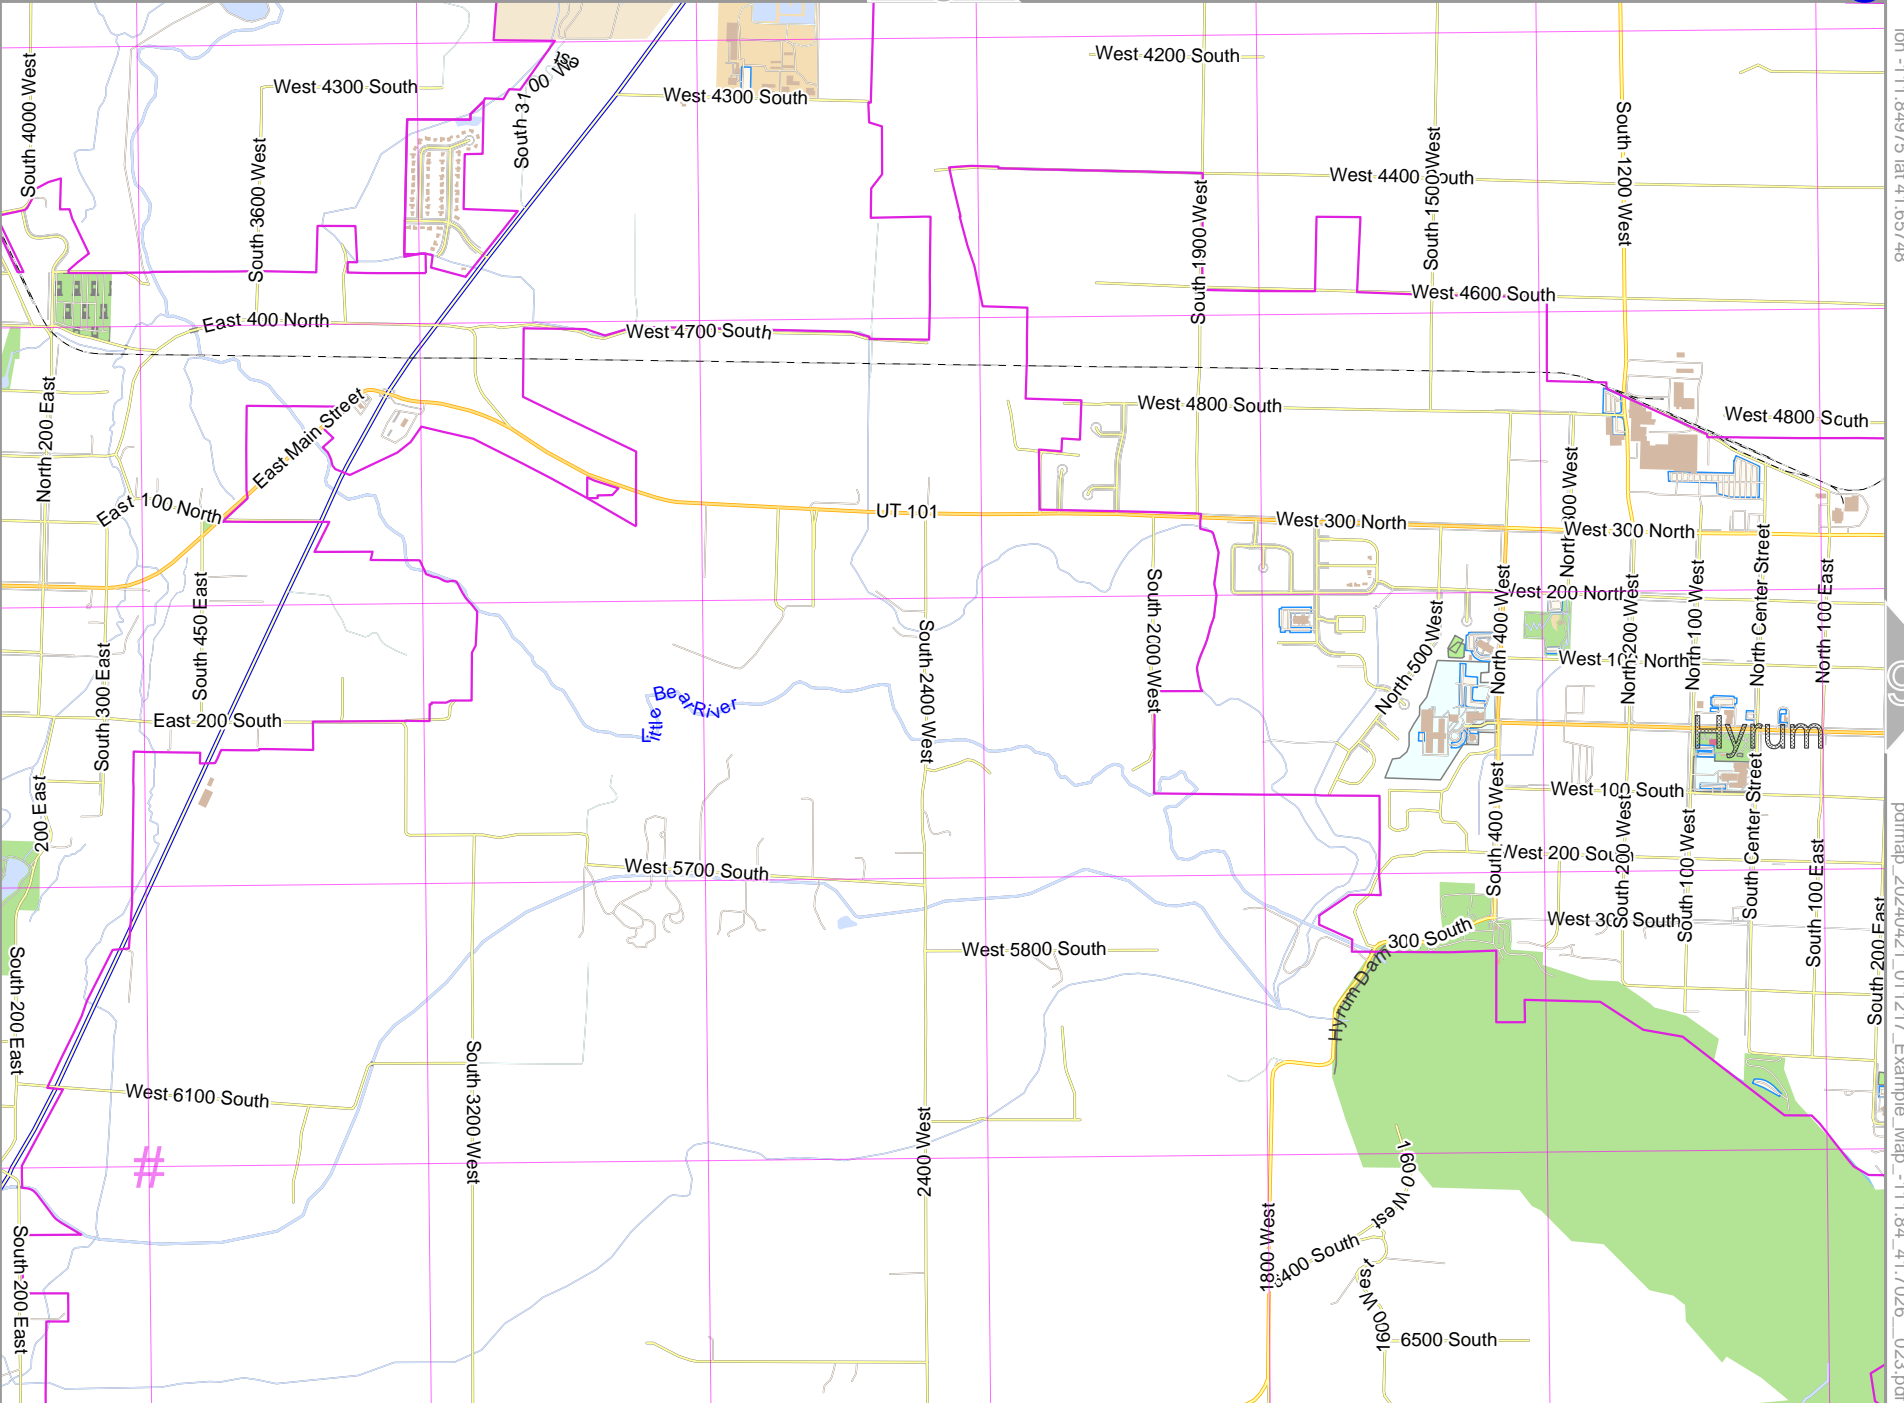 West 4200 South
West 4300 South
West 4300 South
South 4000 West
South 3600 West
South 3100 West
West 4400 South
South 1900 West
South 1500 West
South 1200 West
West 4600 South
East 400 North
West 4700 South
North 200 East
East Main Street
West 4800 South
West 4800 South
East 100 North
UT 101
West 300 North
West 300 North
North 100 East
North Center Street
West 200 North
South 450 East
South 2000 West
North 400 West
North 200 West
North 100 West
North 500 West
South 2400 West
South 300 East
West 100 North
Little Bear River
East 200 South
Hyrum
200 East
South 400 West
West 100 South
South 200 West
South 100 West
South Center Street
South 100 East
West 200 South
West 5700 South
West 300 South
300 South
South 200 East
West 5800 South
Hyrum Dam
South 200 East
South 3200 West
West 6100 South
2400 West
#
1600 West
1800 West
6400 South
South 200 East
1600 West
6500 South
lon -111.84975 lat 41.65748